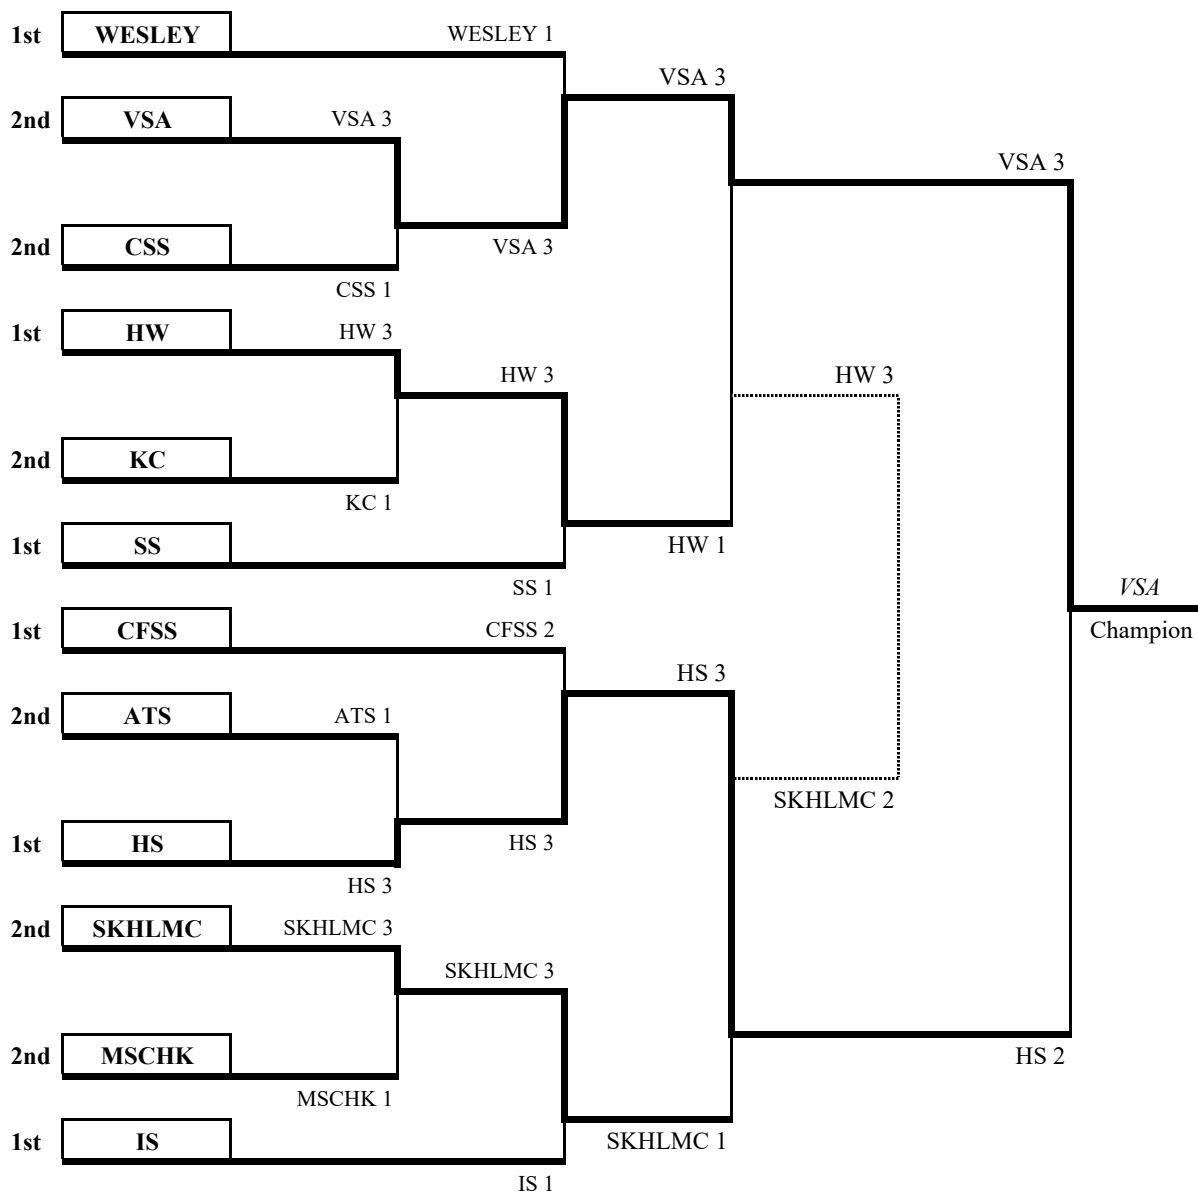 1st WESLEY WESLEY 1
VSA 3
2nd VSA VSA 3
VSA 3
2nd CSS VSA 3
CSS 1
1st HW HW 3
HW 3 HW 3
2nd KC
KC 1
1st SS HW 1
SS 1
VSA
1st CFSS CFSS 2 Champion
HS 3
2nd ATS ATS 1
SKHLMC 2
1st HS HS 3
HS 3
2nd SKHLMC SKHLMC 3
SKHLMC 3
2nd MSCHK HS 2
MSCHK 1
1st IS SKHLMC 1
IS 1